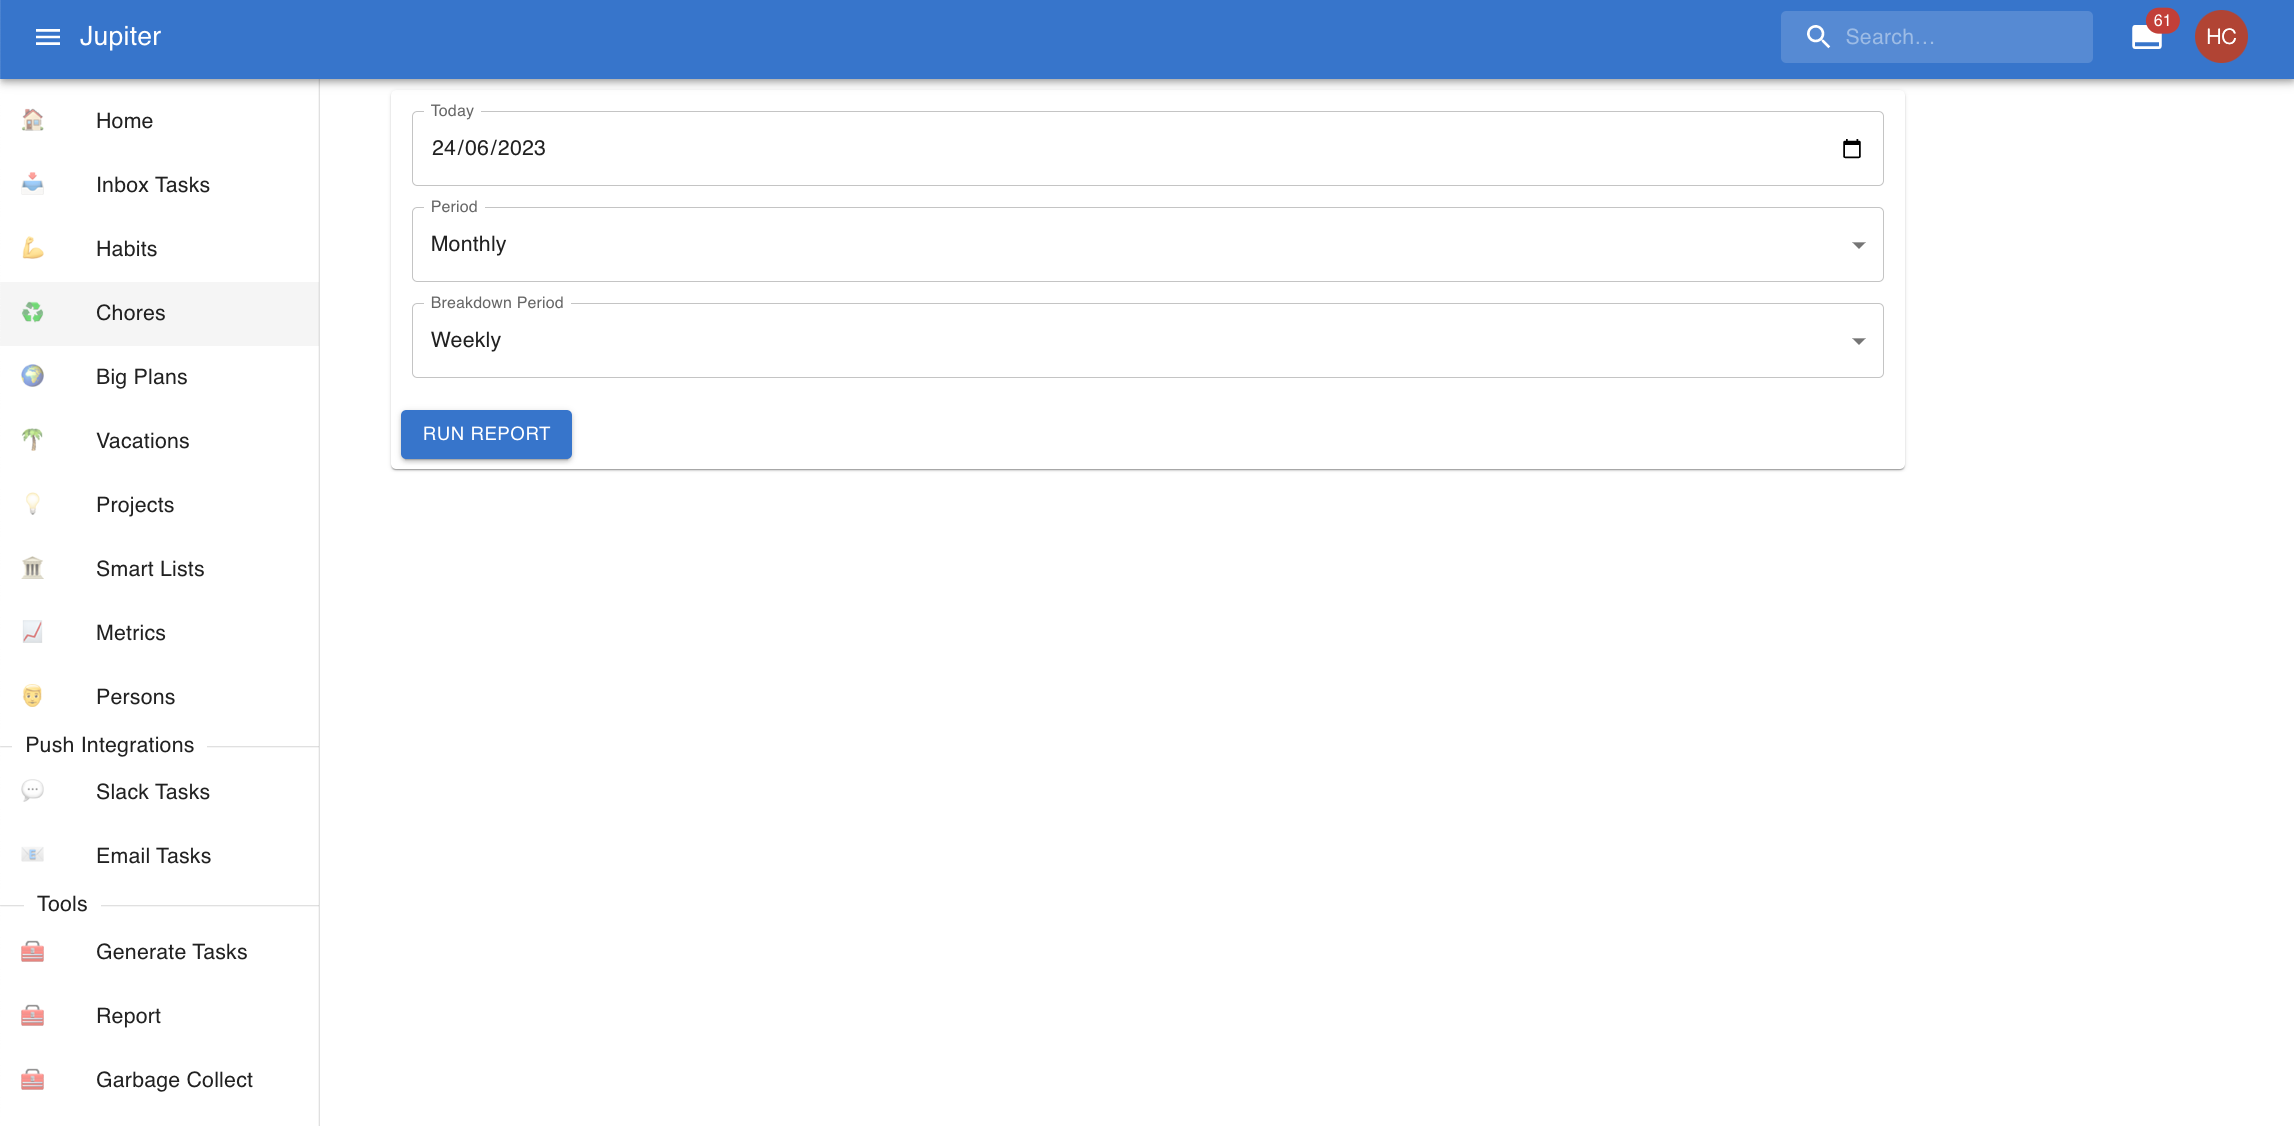 Jupiter
Search...
61
HC
Home
Inbox Tasks
Habits
Chores
Big Plans
Vacations
Projects
Smart Lists
Metrics
Persons
Push Integrations
Slack Tasks
Email Tasks
Tools
Generate Tasks
Report
Garbage Collect
Today
24/06/2023
Period
Monthly
Breakdown Period
Weekly
RUN REPORT